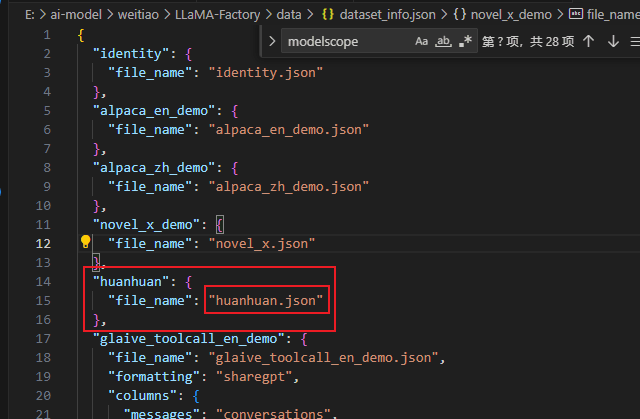 E: > ai-model > weitiao > LLaMA-Factory > data > {} dataset_info.json > {} novel_x_demo > abc file_name
> modelscope Aa ab .* 第 ? 项，共 28 项 ↑ ↓
1 {
2 "identity": {
3 "file_name": "identity.json"
4 },
5 "alpaca_en_demo": {
6 "file_name": "alpaca_en_demo.json"
7 },
8 "alpaca_zh_demo": {
9 "file_name": "alpaca_zh_demo.json"
10 },
11 "novel_x_demo": {
12 "file_name": "novel_x.json"
13 },
14 "huanhuan": {
15 "file_name": "huanhuan.json"
16 },
17 "glaive_toolcall_en_demo": {
18 "file_name": "glaive_toolcall_en_demo.json",
19 "formatting": "sharegpt",
20 "columns": {
21 "messages": "conversations",